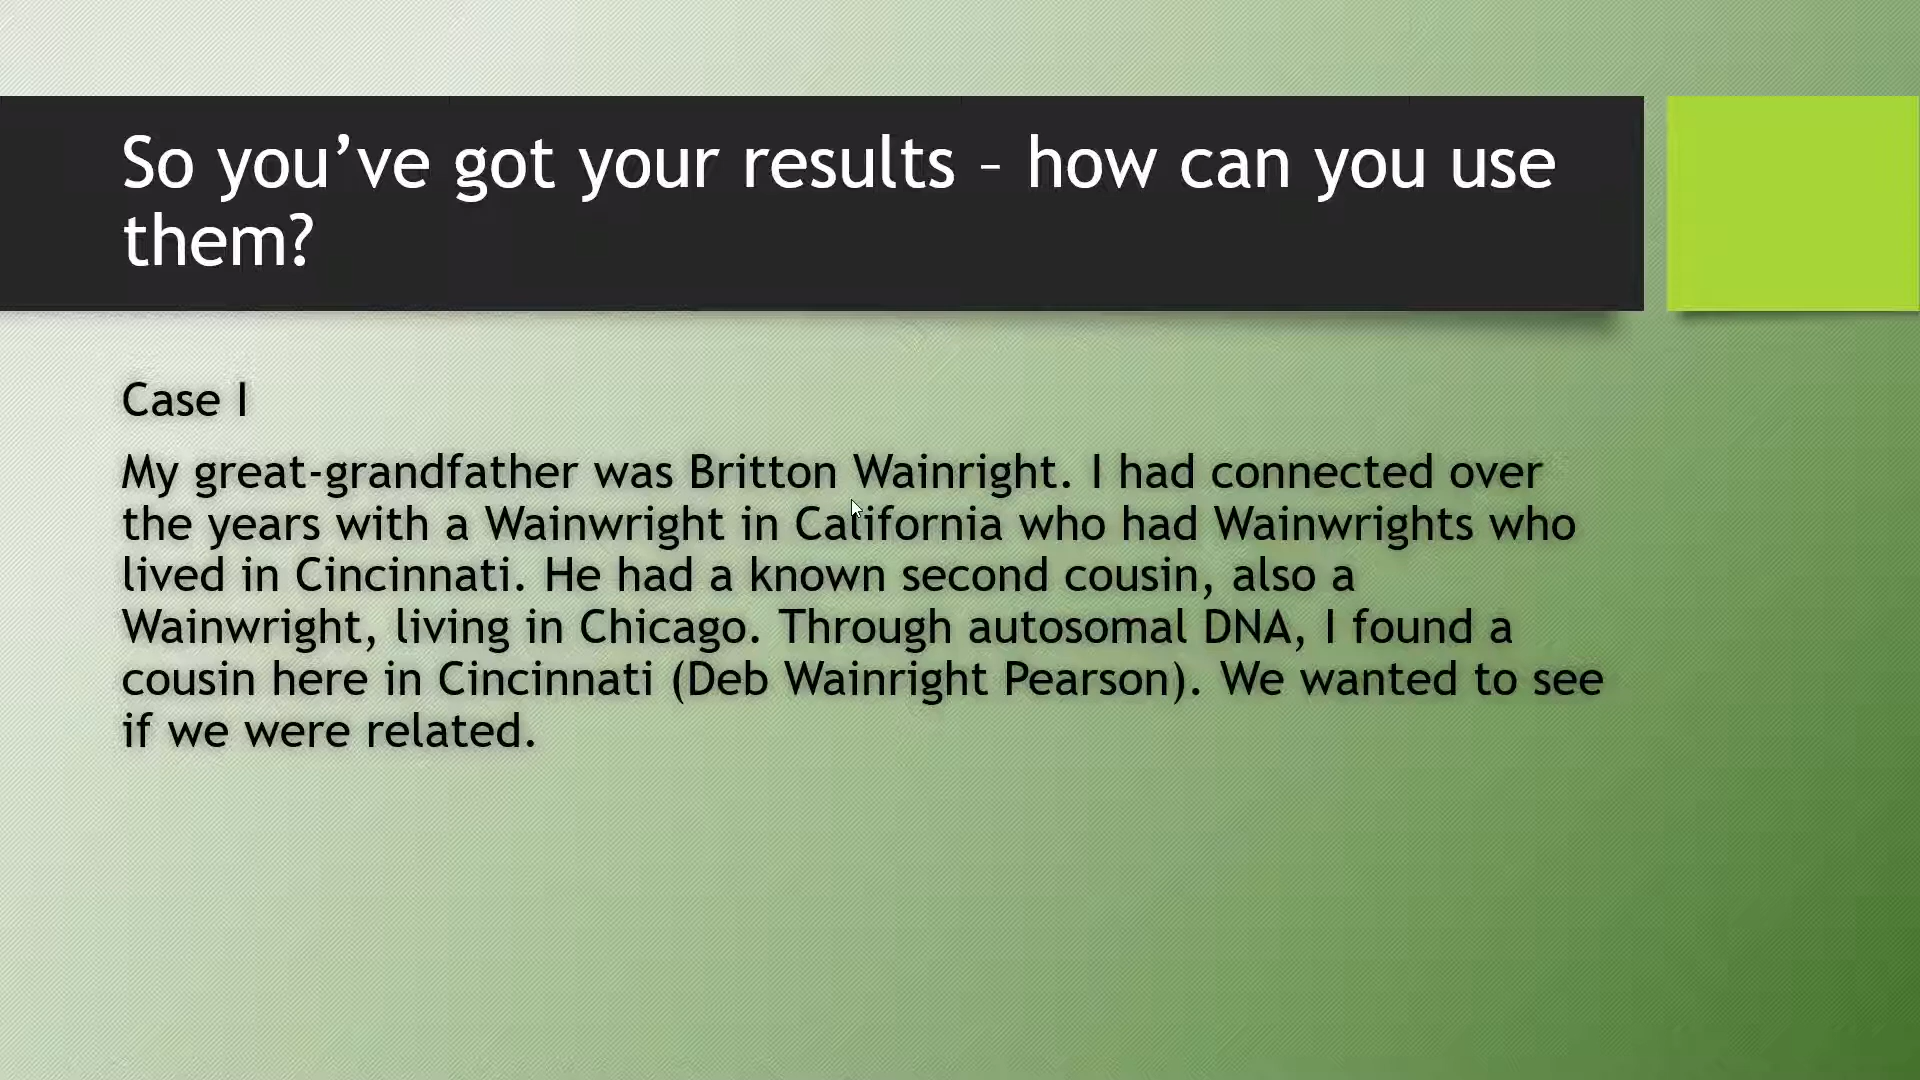 So you’ve got your results – how can you use
them?
Case I
My great-grandfather was Britton Wainright. I had connected over
the years with a Wainwright in California who had Wainwrights who
lived in Cincinnati. He had a known second cousin, also a
Wainwright, living in Chicago. Through autosomal DNA, I found a
cousin here in Cincinnati (Deb Wainright Pearson). We wanted to see
if we were related.